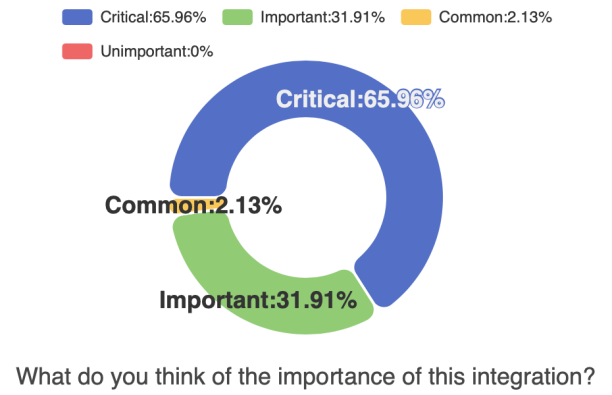 Critical:65.96% Important:31.91% Common:2.13%
Unimportant:0%
Critical:65.96%
Common:2.13%
Important:31.91%
What do you think of the importance of this integration?